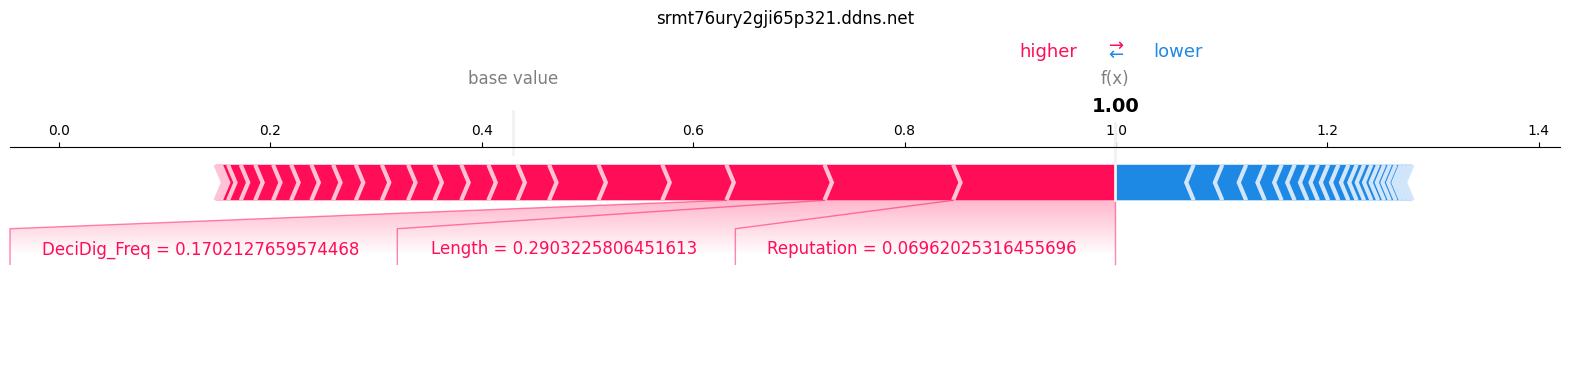 srmt76ury2gji65p321.ddns.net
higher ⇄ lower
base value f(x)
1.00
0.0 0.2 0.4 0.6 0.8 1.0 1.2 1.4
DeciDig_Freq = 0.1702127659574468 Length = 0.2903225806451613 Reputation = 0.06962025316455696